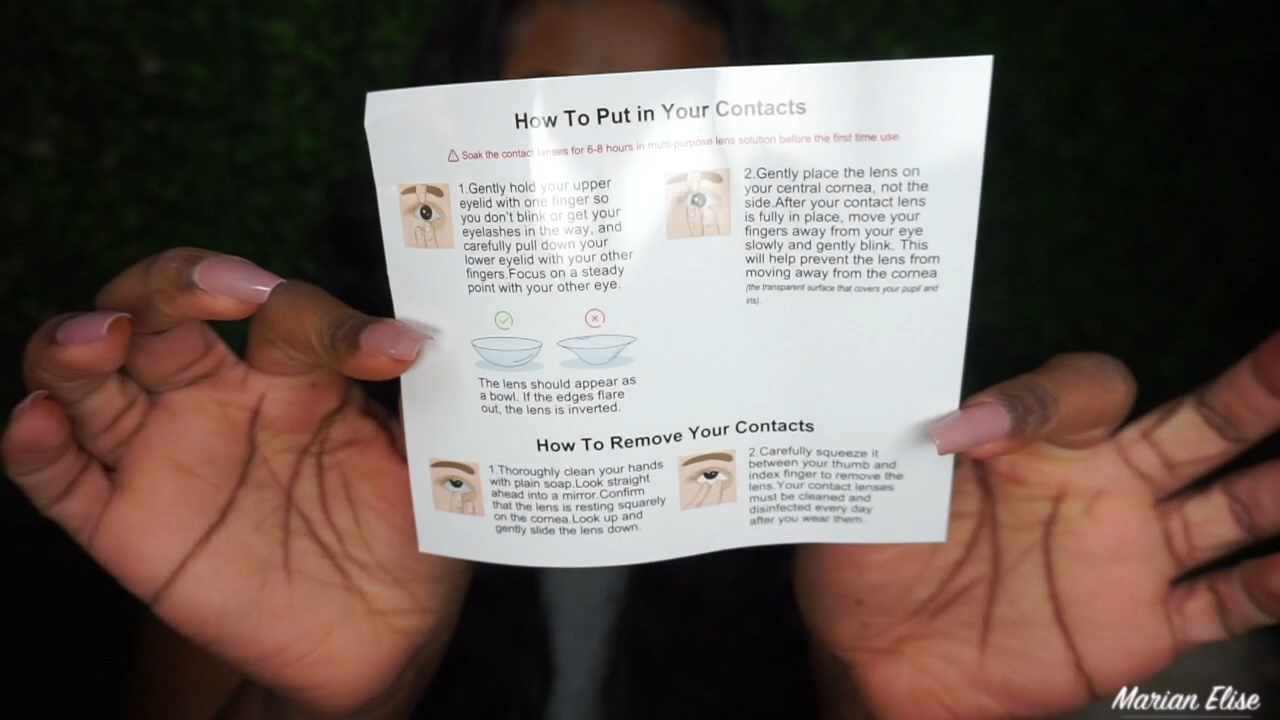 How To Put in Your Contacts
Soak the contact lenses for 6-8 hours in multi-purpose lens solution before the first time use.
1.Gently hold your upper
eyelid with one finger so
you don't blink or get your
eyelashes in the way, and
carefully pull down your
lower eyelid with your other
fingers.Focus on a steady
point with your other eye.
2.Gently place the lens on
your central cornea, not the
side.After your contact lens
is fully in place, move your
fingers away from your eye
slowly and gently blink. This
will help prevent the lens from
moving away from the cornea
(the transparent surface that covers your pupil and
iris).
The lens should appear as
a bowl. If the edges flare
out, the lens is inverted.
How To Remove Your Contacts
1.Thoroughly clean your hands
with plain soap.Look straight
ahead into a mirror.Confirm
that the lens is resting squarely
on the cornea.Look up and
gently slide the lens down.
2.Carefully squeeze it
between your thumb and
index finger to remove the
lens.Your contact lenses
must be cleaned and
disinfected every day
after you wear them.
Marian Elise